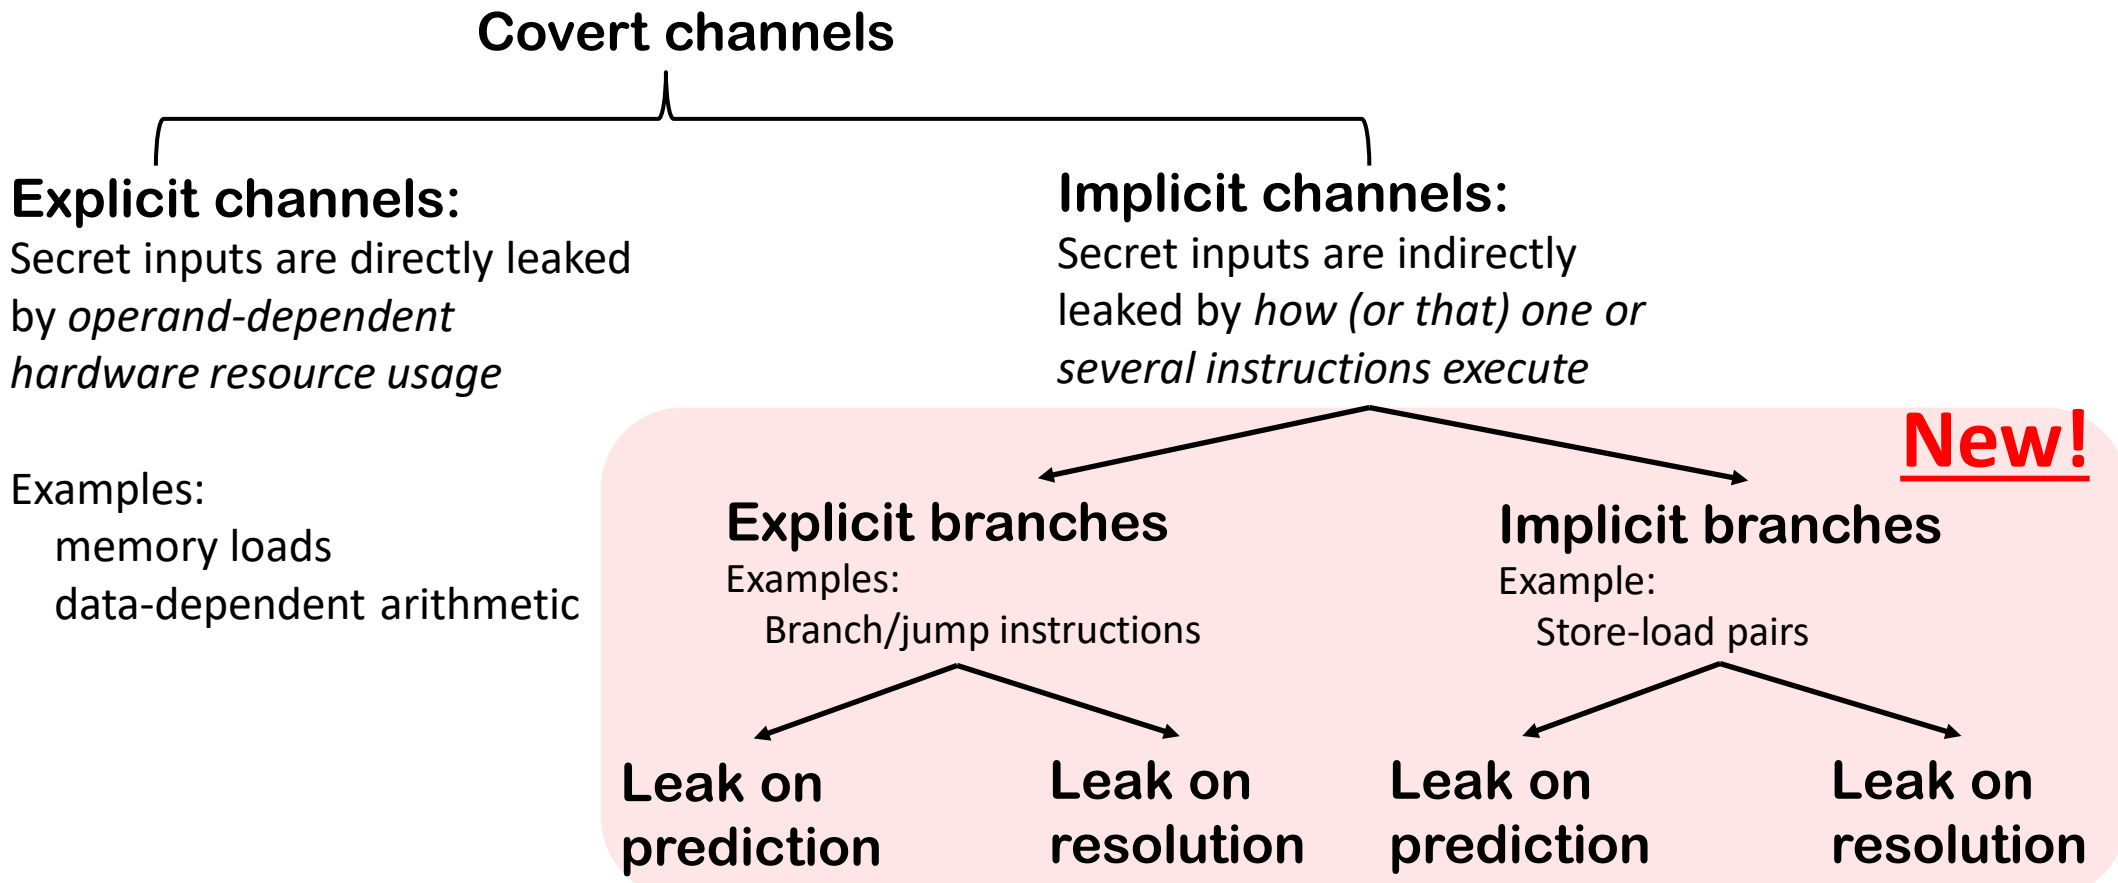 Covert channels
Explicit channels:
Secret inputs are directly leaked
by operand-dependent
hardware resource usage
Examples:
memory loads
data-dependent arithmetic
Implicit channels:
Secret inputs are indirectly
leaked by how (or that) one or
several instructions execute
New!
Explicit branches
Examples:
Branch/jump instructions
Implicit branches
Example:
Store-load pairs
Leak on
prediction
Leak on
resolution
Leak on
prediction
Leak on
resolution